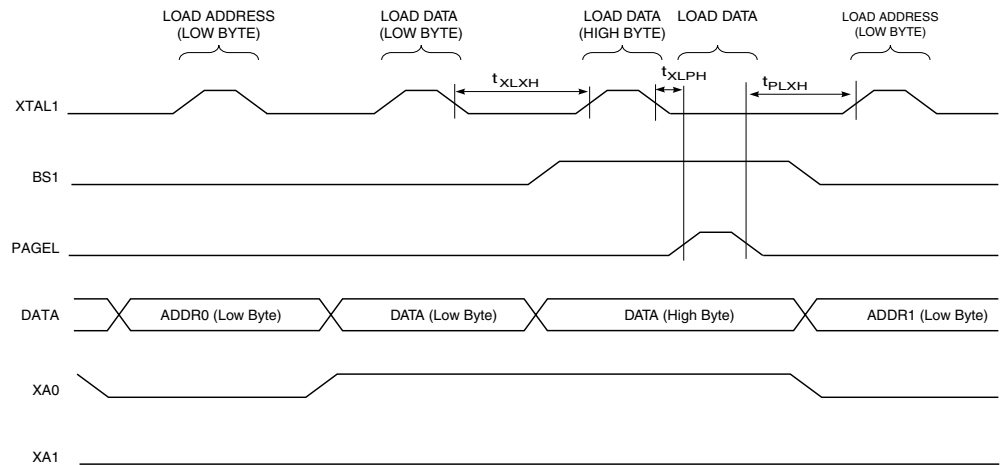 LOAD ADDRESS
(LOW BYTE)
LOAD DATA
(LOW BYTE)
LOAD DATA
(HIGH BYTE)
LOAD DATA
LOAD ADDRESS
(LOW BYTE)
tXLXH
tXLPH
tPLXH
XTAL1
BS1
PAGEL
DATA
ADDR0 (Low Byte)
DATA (Low Byte)
DATA (High Byte)
ADDR1 (Low Byte)
XA0
XA1